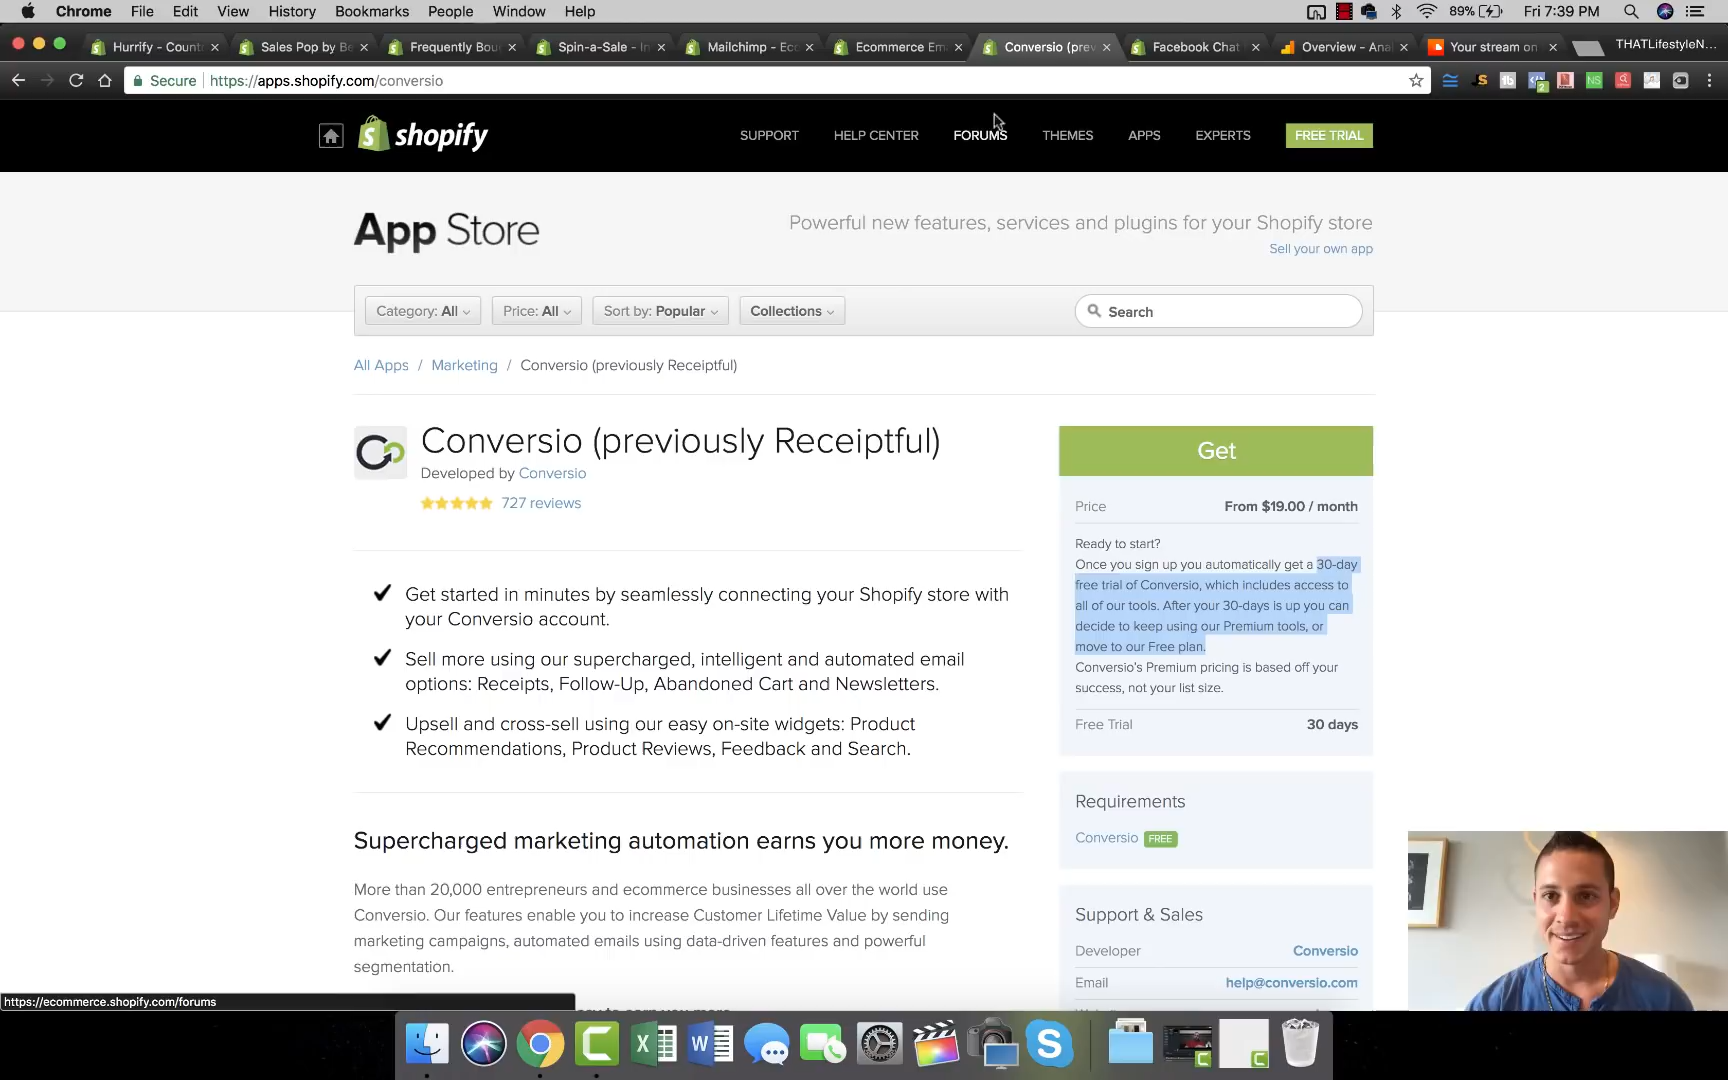 Chrome File Edit View History Bookmarks People Window Help 89% Fri 7:39 PM
Hurrify - Count Sales Pop by Be Frequently Bou Spin-a-Sale - In Mailchimp - Eco Ecommerce Em Conversio (prev Facebook Chat Overview - Anal Your stream on THATLifestyleN...
Secure https://apps.shopify.com/conversio
shopify SUPPORT HELP CENTER FORUMS THEMES APPS EXPERTS FREE TRIAL
App Store
Powerful new features, services and plugins for your Shopify store
Sell your own app
Category: All Price: All Sort by: Popular Collections Search
All Apps / Marketing / Conversio (previously Receiptful)
Conversio (previously Receiptful)
Developed by Conversio
727 reviews
Get started in minutes by seamlessly connecting your Shopify store with
your Conversio account.
Sell more using our supercharged, intelligent and automated email
options: Receipts, Follow-Up, Abandoned Cart and Newsletters.
Upsell and cross-sell using our easy on-site widgets: Product
Recommendations, Product Reviews, Feedback and Search.
Supercharged marketing automation earns you more money.
More than 20,000 entrepreneurs and ecommerce businesses all over the world use
Conversio. Our features enable you to increase Customer Lifetime Value by sending
marketing campaigns, automated emails using data-driven features and powerful
segmentation.
Get
Price From $19.00 / month
Ready to start?
Once you sign up you automatically get a 30-day
free trial of Conversio, which includes access to
all of our tools. After your 30-days is up you can
decide to keep using our Premium tools, or
move to our Free plan.
Conversio's Premium pricing is based off your
success, not your list size.
Free Trial 30 days
Requirements
Conversio FREE
Support & Sales
Developer Conversio
Email help@conversio.com
https://ecommerce.shopify.com/forums